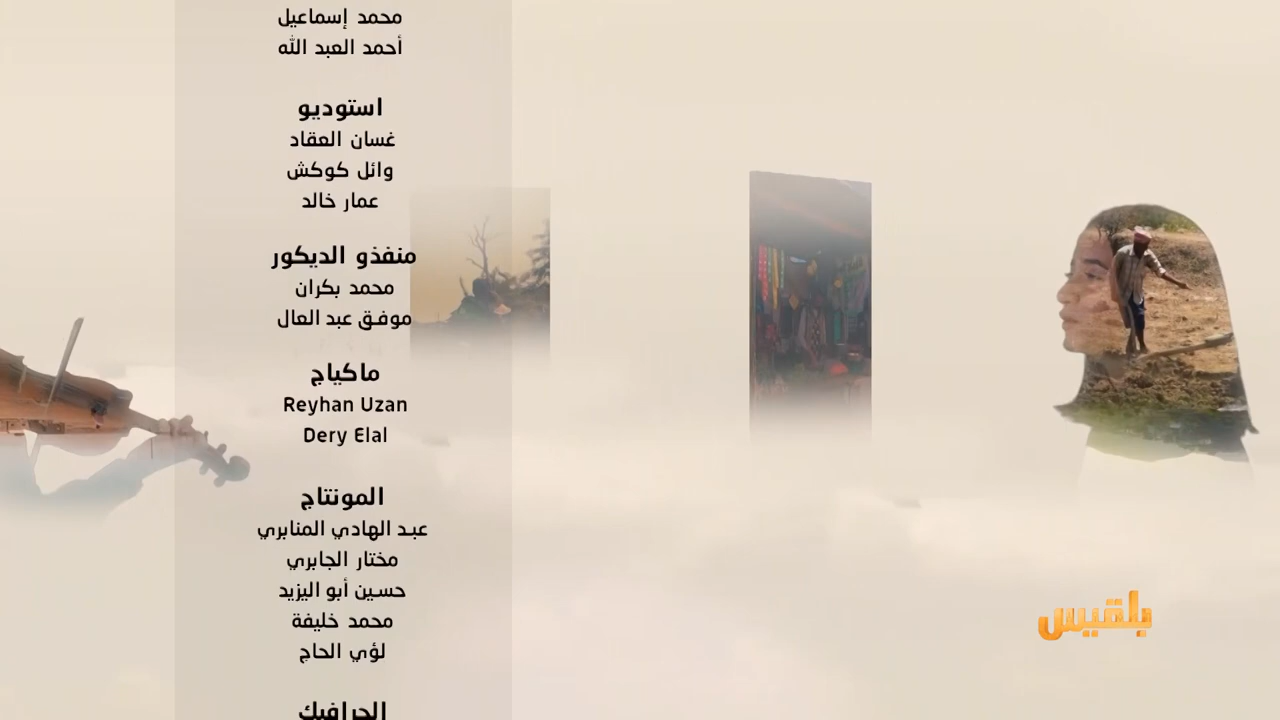 محمد إسماعيل
أحمد العبد الله
استوديو
غسان العقاد
وائل كوكش
عمار خالد
منفذو الديكور
محمد بكران
موفق عبد العال
ماكياج
Reyhan Uzan
Dery Elal
المونتاج
عبد الهادي المنابري
مختار الجابري
حسين أبو اليزيد
محمد خليفة
لؤي الحاج
الجرافيك
بلقيس